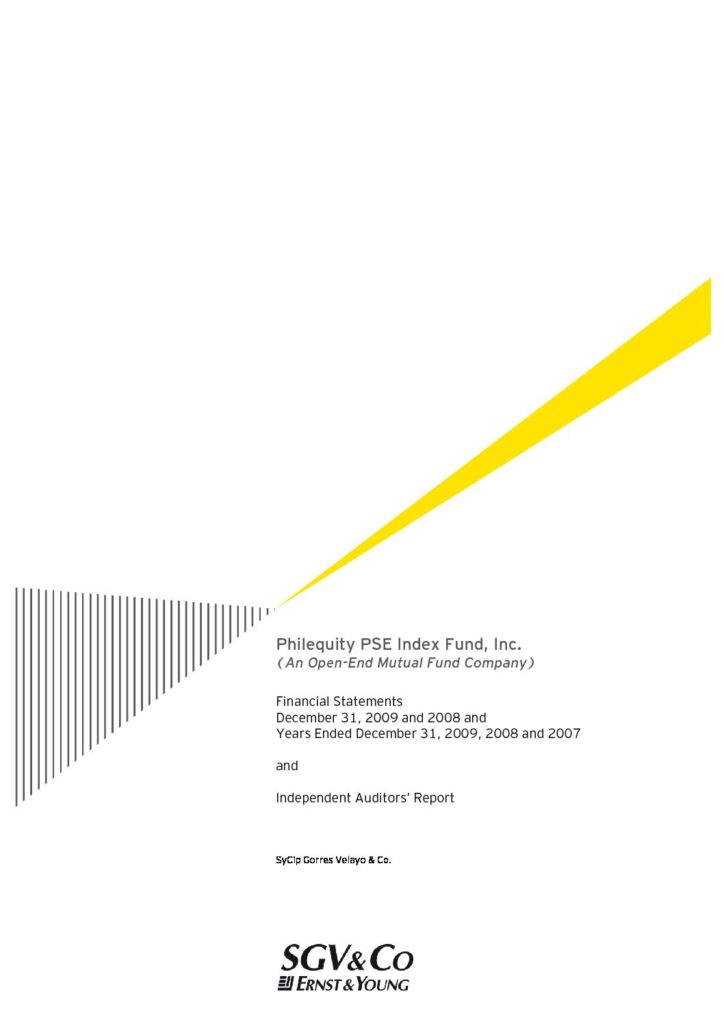 Philequity PSE Index Fund, Inc.
(An Open-End Mutual Fund Company)
Financial Statements
December 31, 2009 and 2008 and
Years Ended December 31, 2009, 2008 and 2007
and
Independent Auditors’ Report
SyCip Gorres Velayo & Co.
SGV&Co
ERNST & YOUNG